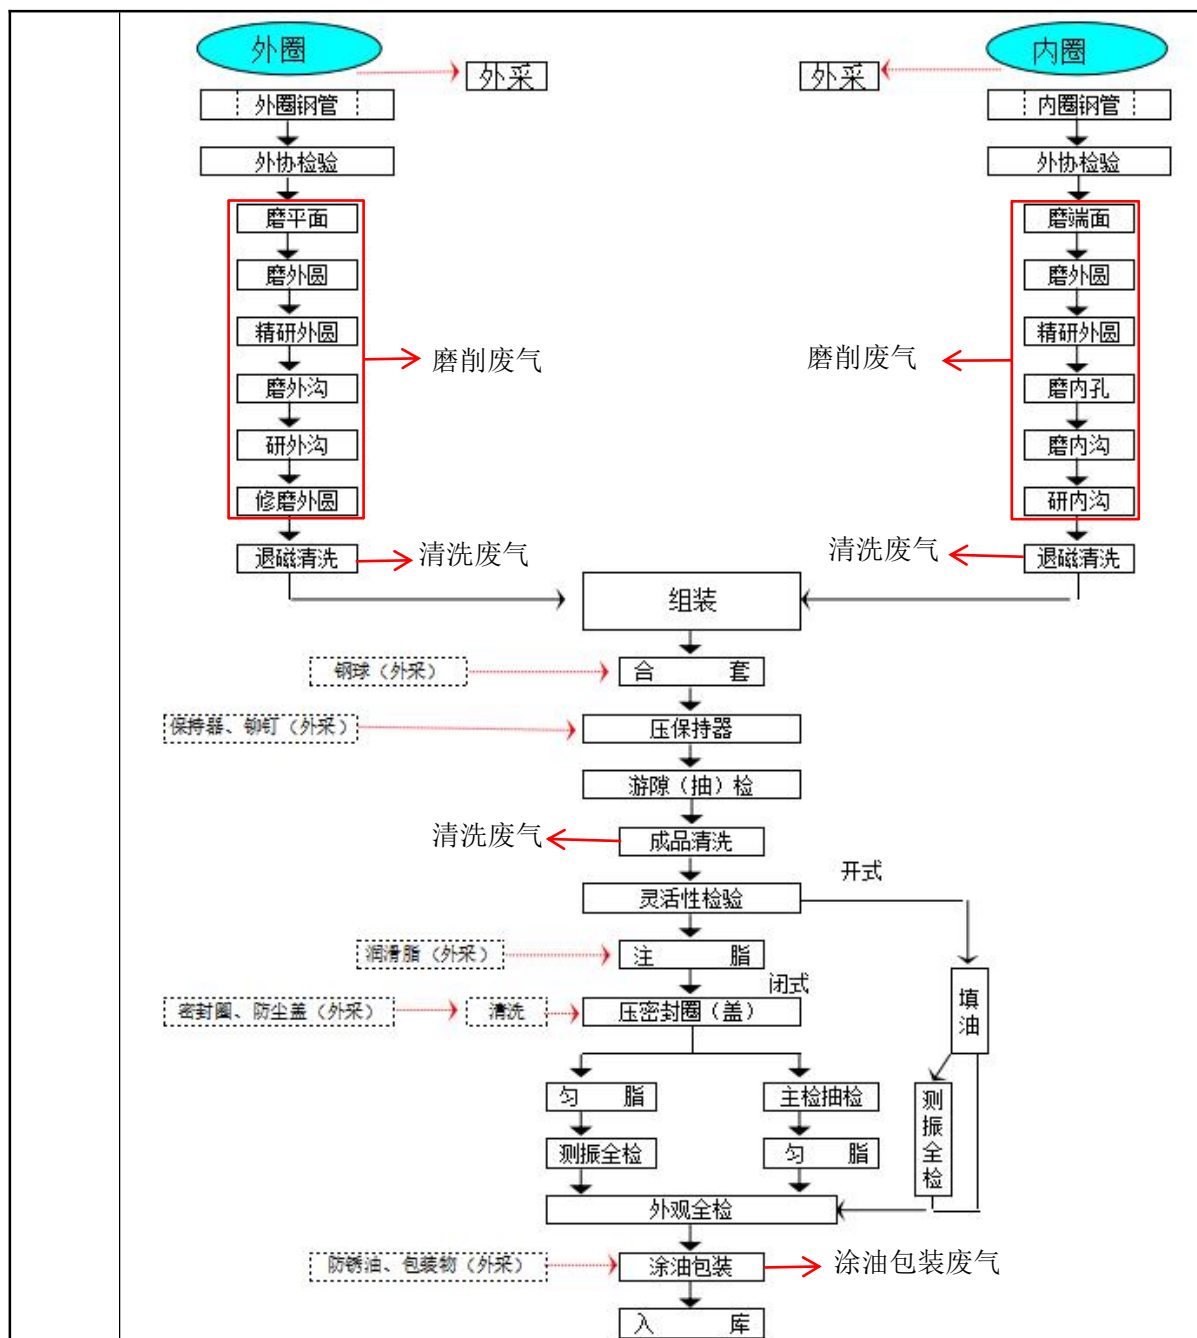 外圈
内圈
外采
外采
外圈钢管
内圈钢管
外协检验
外协检验
磨平面
磨端面
磨外圆
磨外圆
精研外圆
精研外圆
磨削废气
磨削废气
磨外沟
磨内孔
研外沟
磨内沟
修磨外圆
研内沟
退磁清洗
清洗废气
清洗废气
退磁清洗
组装
钢球（外采）
合 套
保持器、铆钉（外采）
压保持器
游隙（抽）检
清洗废气
成品清洗
开式
灵活性检验
润滑脂（外采）
注 脂
闭式
密封圈、防尘盖（外采）
清洗
压密封圈（盖）
填油
匀 脂
主检抽检
测振全检
测振全检
匀 脂
外观全检
防锈油、包装物（外采）
涂油包装
涂油包装废气
入 库